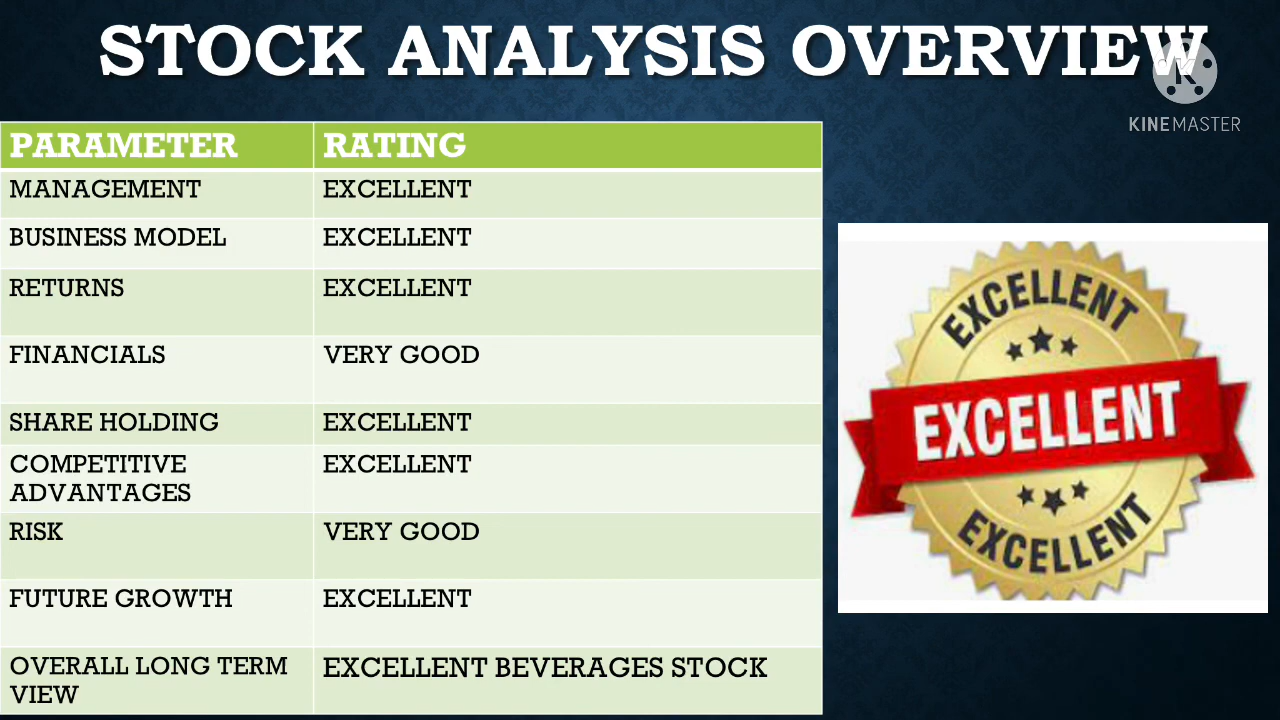 STOCK ANALYSIS OVERVIEW
K
KINEMASTER
PARAMETER RATING
MANAGEMENT EXCELLENT
BUSINESS MODEL EXCELLENT
RETURNS EXCELLENT
FINANCIALS VERY GOOD
SHARE HOLDING EXCELLENT
COMPETITIVE EXCELLENT
ADVANTAGES
RISK VERY GOOD
FUTURE GROWTH EXCELLENT
OVERALL LONG TERM EXCELLENT BEVERAGES STOCK
VIEW
EXCELLENT
EXCELLENT
EXCELLENT